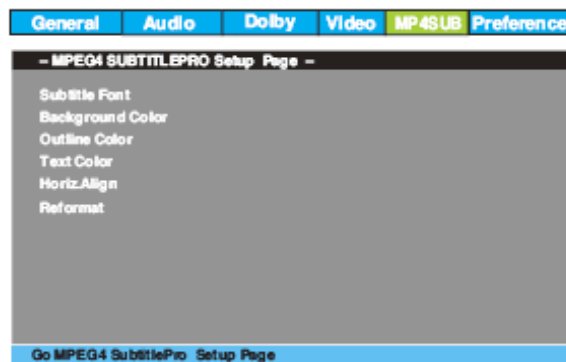 General Audio Dolby Video MP4SUB Preference
– MPEG4 SUBTITLEPRO Setup Page –
Subtitle Font
Background Color
Outline Color
Text Color
Horiz.Align
Reformat
Go MPEG4 SubtitlePro Setup Page